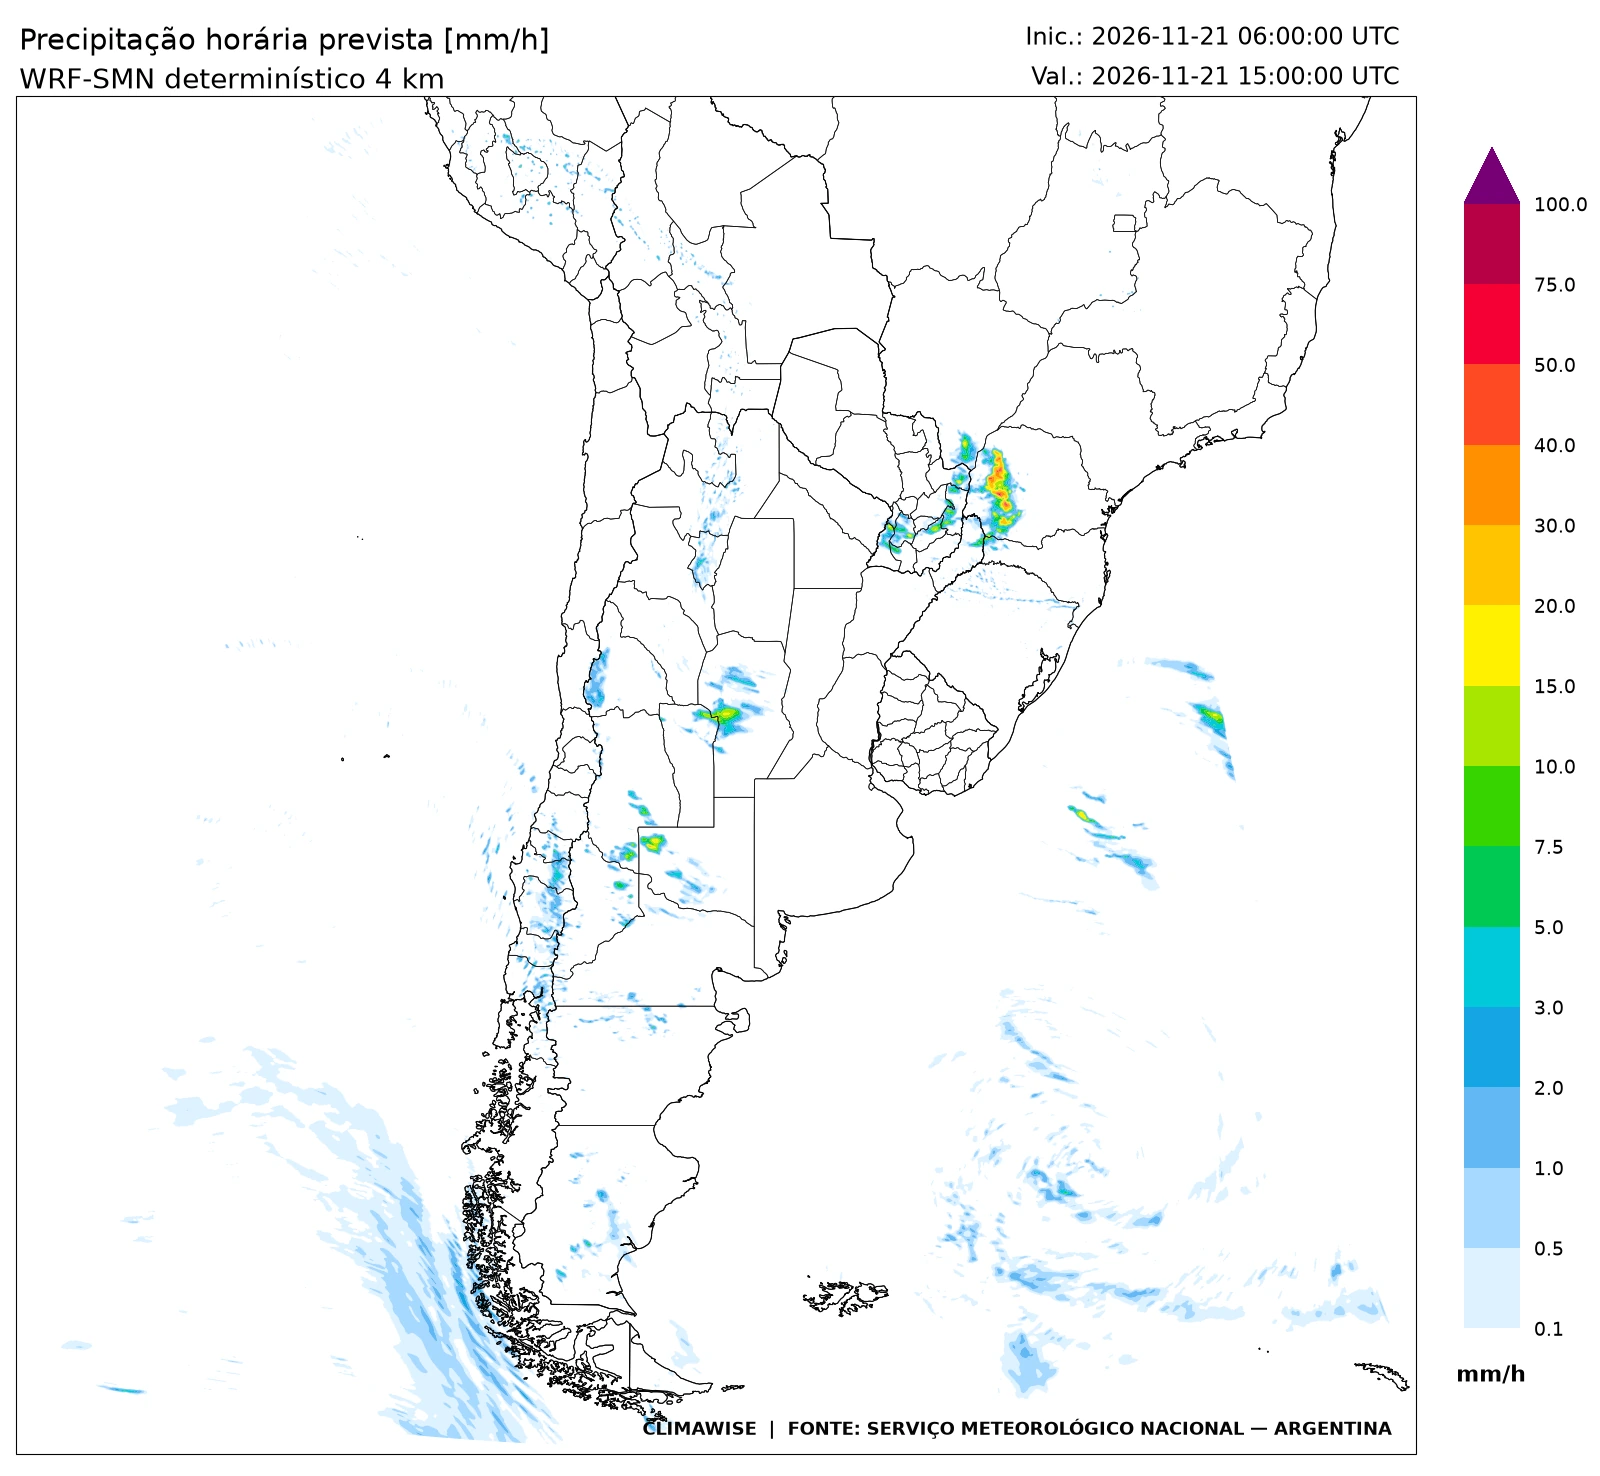 Precipitação horária prevista [mm/h]
WRF-SMN determinístico 4 km
Inic.: 2026-11-21 06:00:00 UTC
Val.: 2026-11-21 15:00:00 UTC
100.0
75.0
50.0
40.0
30.0
20.0
15.0
10.0
7.5
5.0
3.0
2.0
1.0
0.5
0.1
mm/h
CLIMAWISE | FONTE: SERVIÇO METEOROLÓGICO NACIONAL — ARGENTINA